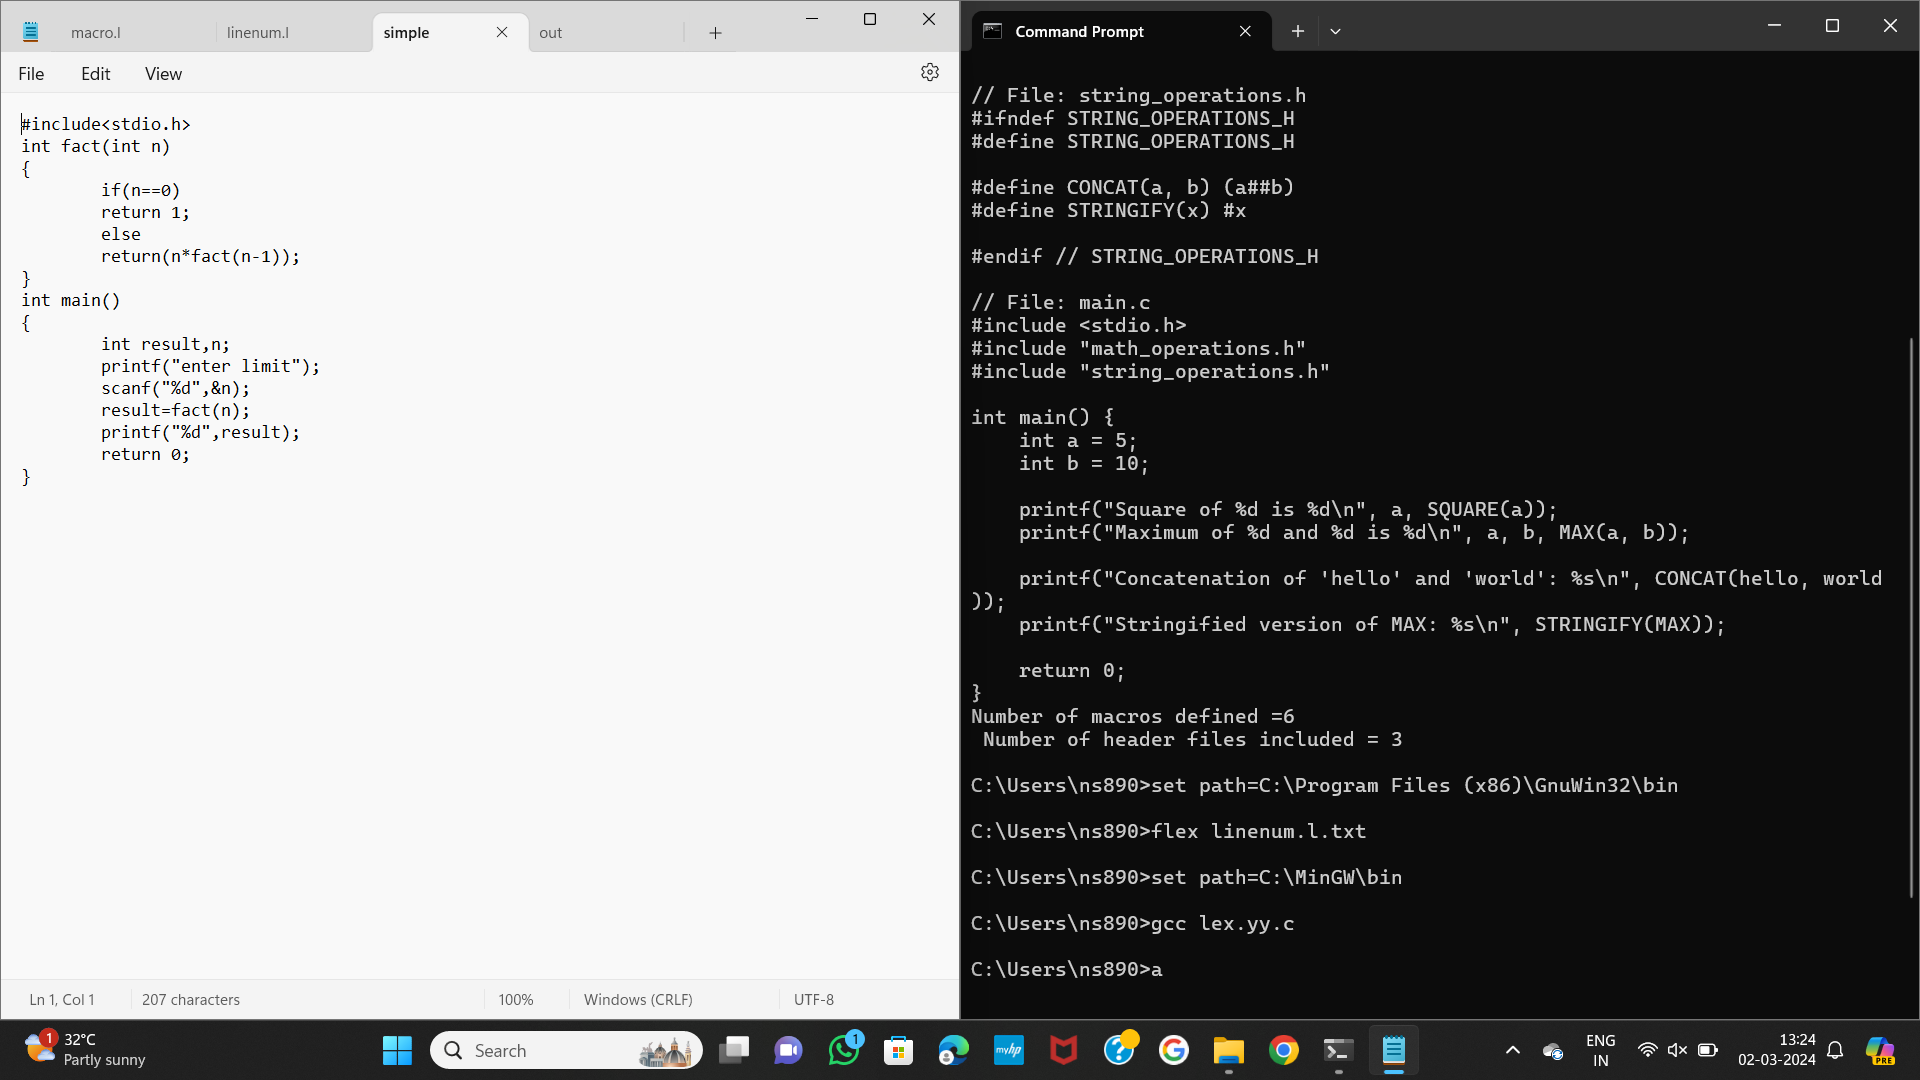 macro.l
linenum.l
simple
out
File
Edit
View
#include<stdio.h>
int fact(int n)
{
        if(n==0)
        return 1;
        else
        return(n*fact(n-1));
}
int main()
{
        int result,n;
        printf("enter limit");
        scanf("%d",&n);
        result=fact(n);
        printf("%d",result);
        return 0;
}
Ln 1, Col 1
207 characters
100%
Windows (CRLF)
UTF-8
Command Prompt
// File: string_operations.h
#ifndef STRING_OPERATIONS_H
#define STRING_OPERATIONS_H

#define CONCAT(a, b) (a##b)
#define STRINGIFY(x) #x

#endif // STRING_OPERATIONS_H

// File: main.c
#include <stdio.h>
#include "math_operations.h"
#include "string_operations.h"

int main() {
    int a = 5;
    int b = 10;

    printf("Square of %d is %d\n", a, SQUARE(a));
    printf("Maximum of %d and %d is %d\n", a, b, MAX(a, b));

    printf("Concatenation of 'hello' and 'world': %s\n", CONCAT(hello, world
));
    printf("Stringified version of MAX: %s\n", STRINGIFY(MAX));

    return 0;
}
Number of macros defined =6
 Number of header files included = 3

C:\Users\ns890>set path=C:\Program Files (x86)\GnuWin32\bin

C:\Users\ns890>flex linenum.l.txt

C:\Users\ns890>set path=C:\MinGW\bin

C:\Users\ns890>gcc lex.yy.c

C:\Users\ns890>a
1
32°C
Partly sunny
Search
1
myhp
ENG
IN
13:24
02-03-2024
PRE